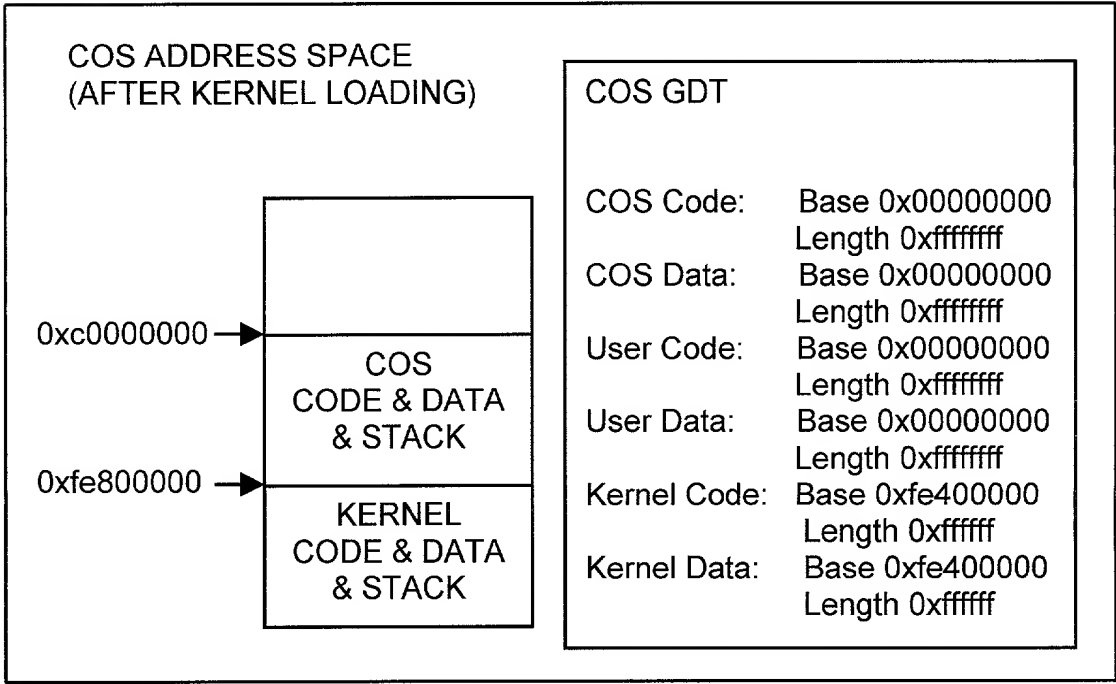 COS ADDRESS SPACE
(AFTER KERNEL LOADING)
0xc0000000
COS
CODE & DATA
& STACK
0xfe800000
KERNEL
CODE & DATA
& STACK
COS GDT
COS Code: Base 0x00000000
Length 0xffffffff
COS Data: Base 0x00000000
Length 0xffffffff
User Code: Base 0x00000000
Length 0xffffffff
User Data: Base 0x00000000
Length 0xffffffff
Kernel Code: Base 0xfe400000
Length 0xffffff
Kernel Data: Base 0xfe400000
Length 0xffffff